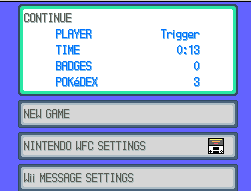 CONTINUE
PLAYER Trigger
TIME 0:13
BADGES 0
POKéDEX 3
NEW GAME
NINTENDO WFC SETTINGS
Wii MESSAGE SETTINGS